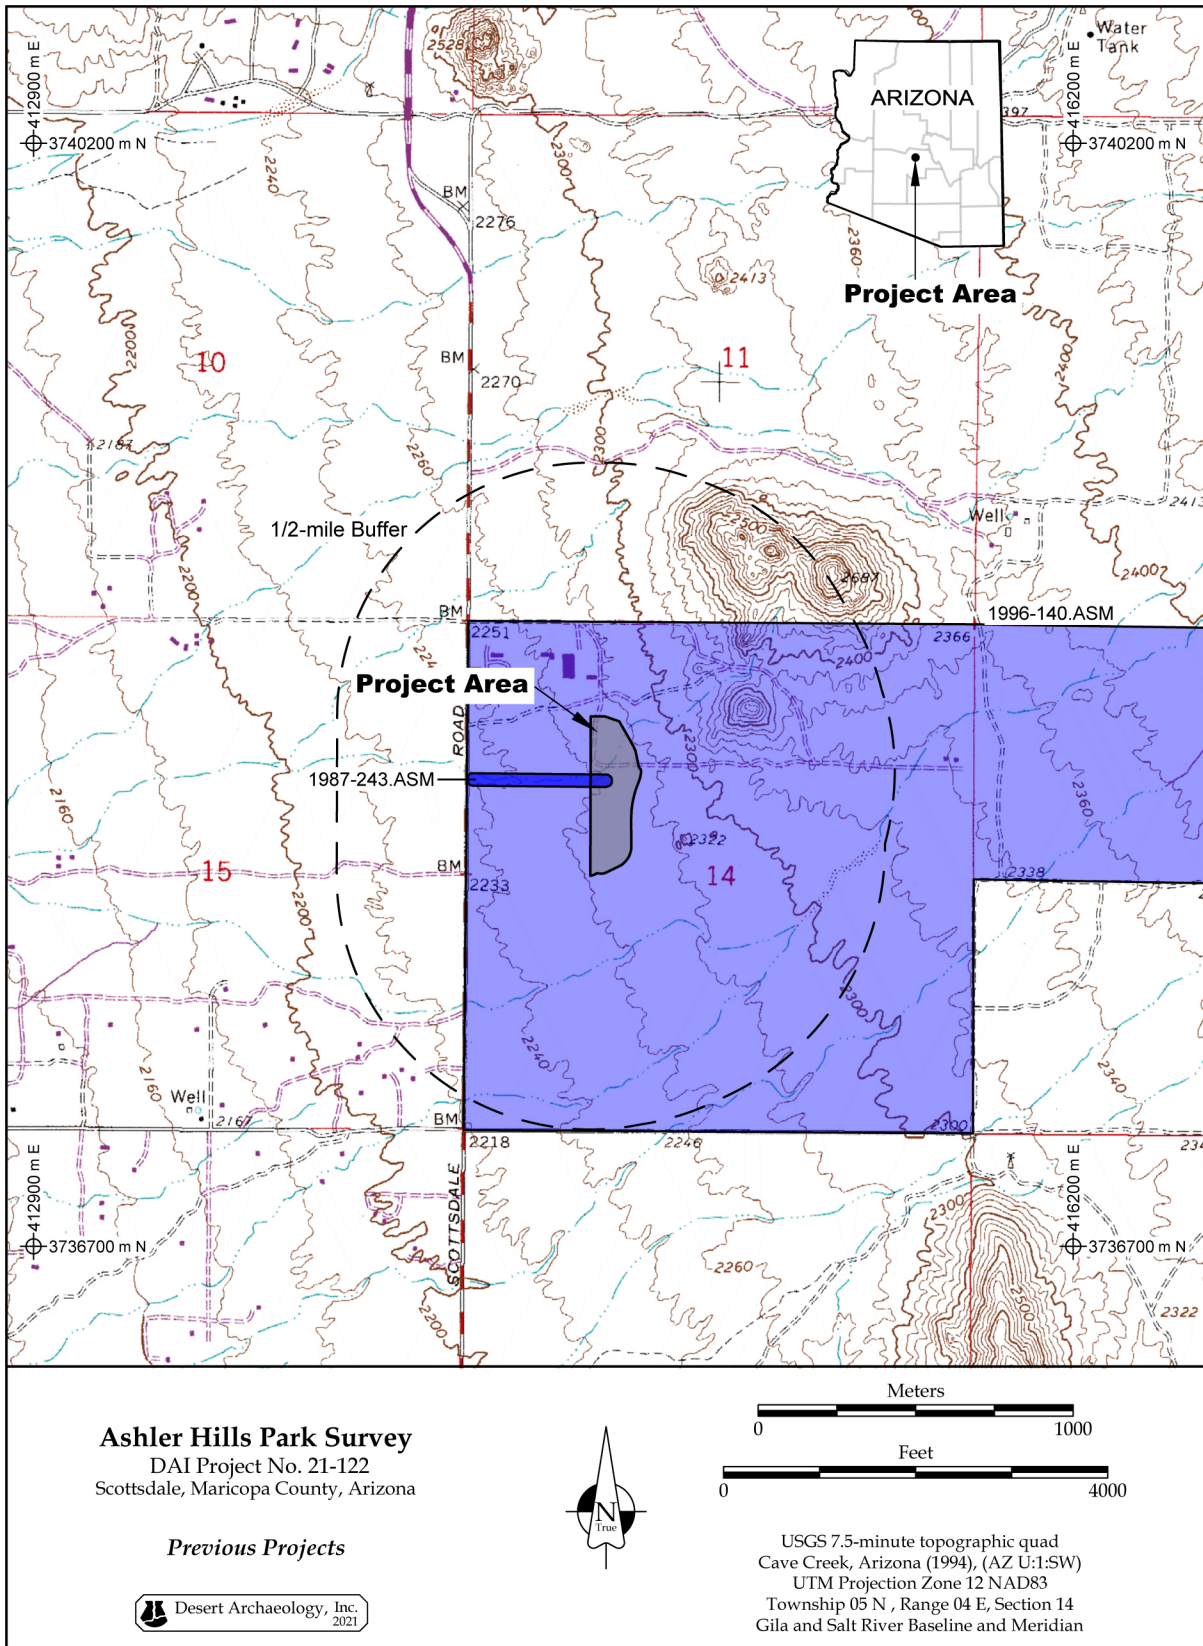 2528
2400
Water
Tank
412900 m E
416200 m E
ARIZONA
397
3740200 m N
3740200 m N
2300
2240
BM
2276
2360
Project Area
2413
2200
10
BM
11
2270
2400
2300
2187
2260
2413
1/2-mile Buffer
2500
Well
2687
2200
2400
BM
1996-140.ASM
2251
2366
224
2400
Project Area
ROAD
2300
1987-243.ASM
2160
2360
2322
BM
15
14
2233
2338
2200
2300
2240
2340
2160
Well
2167
BM
2300
2218
2246
234
412900 m E
SCOTTSDALE
416200 m E
2300
3736700 m N
3736700 m N
2260
2500
2322
2200
Meters
0
1000
Ashler Hills Park Survey
DAI Project No. 21-122
Scottsdale, Maricopa County, Arizona
Feet
0
4000
N
True
Previous Projects
USGS 7.5-minute topographic quad
Cave Creek, Arizona (1994), (AZ U:1:SW)
UTM Projection Zone 12 NAD83
Township 05 N , Range 04 E, Section 14
Gila and Salt River Baseline and Meridian
Desert Archaeology, Inc.
2021